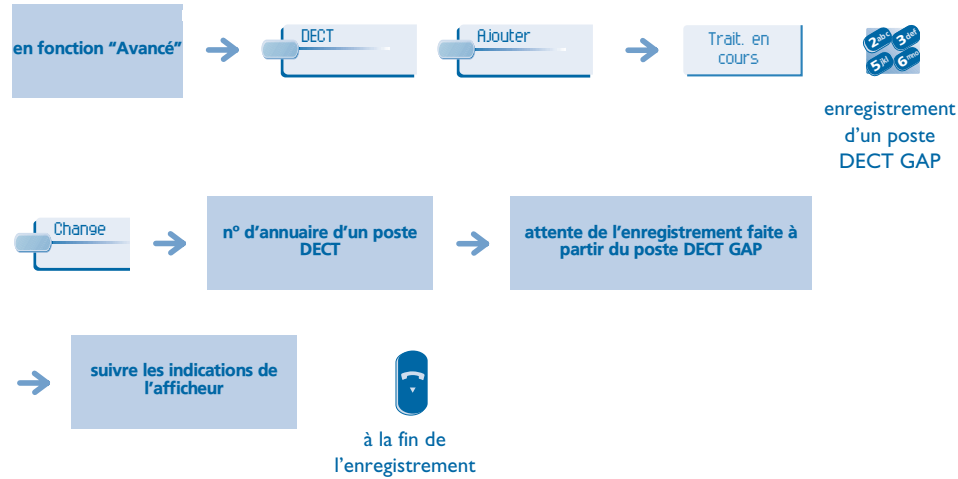 en fonction “Avancé”
DECT
Ajouter
Trait. en
cours
2abc 3def
5jkl 6mno
enregistrement
d’un poste
DECT GAP
Change
n° d’annuaire d’un poste
DECT
attente de l’enregistrement faite à
partir du poste DECT GAP
suivre les indications de
l’afficheur
à la fin de
l’enregistrement